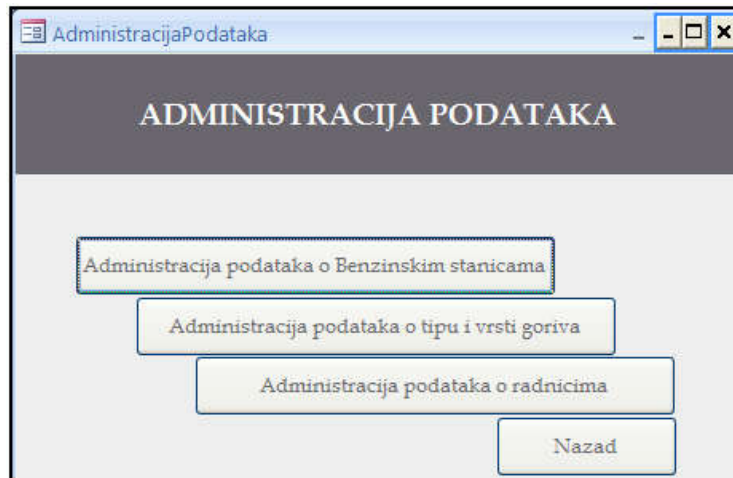 AdministracijaPodataka
ADMINISTRACIJA PODATAKA
Administracija podataka o Benzinskim stanicama
Administracija podataka o tipu i vrsti goriva
Administracija podataka o radnicima
Nazad